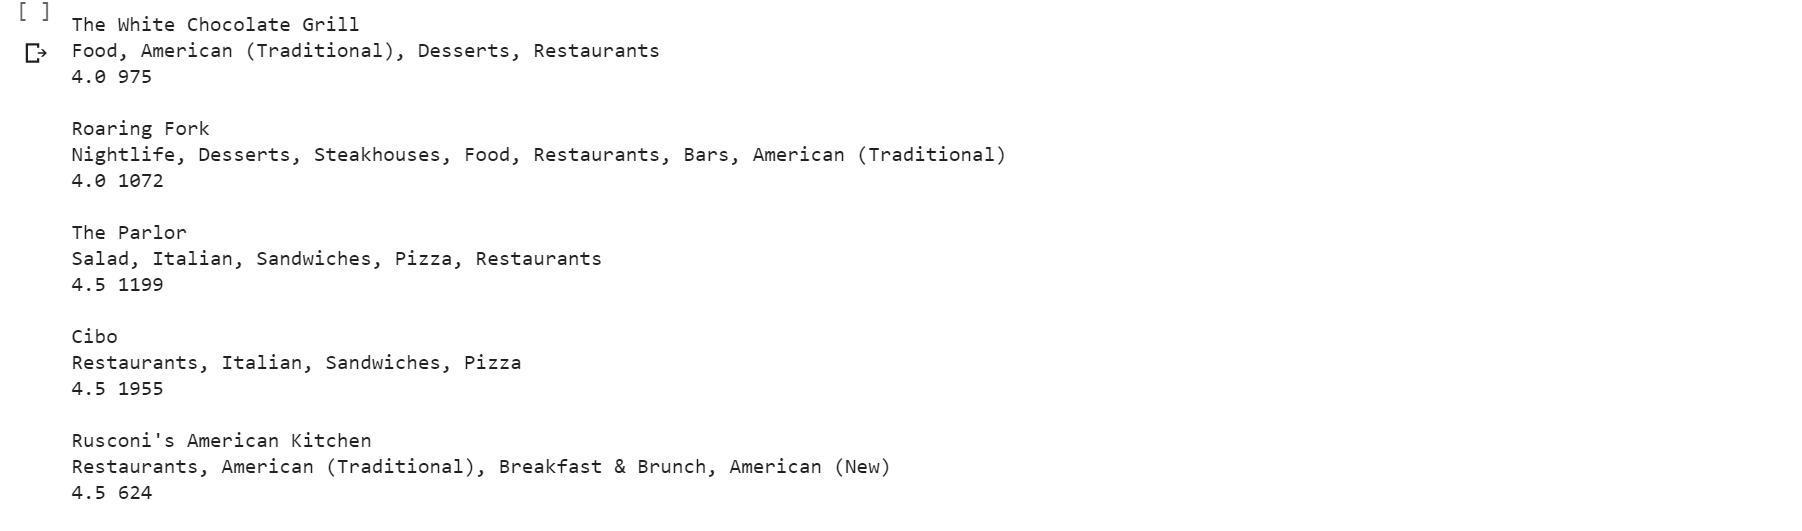 [ ]
The White Chocolate Grill
Food, American (Traditional), Desserts, Restaurants
4.0 975
Roaring Fork
Nightlife, Desserts, Steakhouses, Food, Restaurants, Bars, American (Traditional)
4.0 1072
The Parlor
Salad, Italian, Sandwiches, Pizza, Restaurants
4.5 1199
Cibo
Restaurants, Italian, Sandwiches, Pizza
4.5 1955
Rusconi's American Kitchen
Restaurants, American (Traditional), Breakfast & Brunch, American (New)
4.5 624